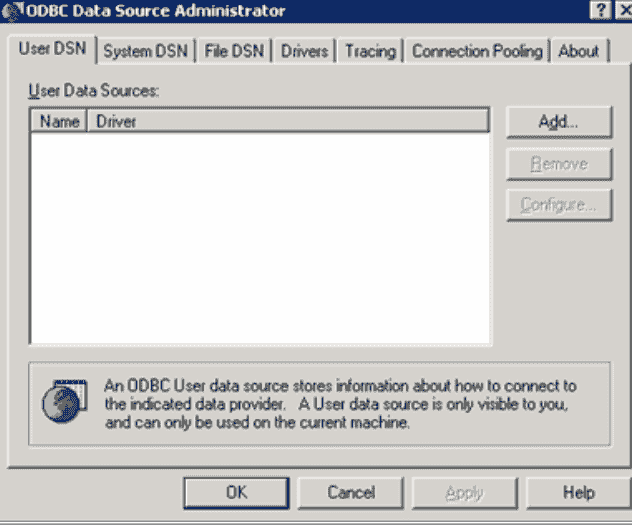 ODBC Data Source Administrator
User DSN System DSN File DSN Drivers Tracing Connection Pooling About
User Data Sources:
Name Driver
Add...
Remove
Configure...
An ODBC User data source stores information about how to connect to
the indicated data provider. A User data source is only visible to you,
and can only be used on the current machine.
OK Cancel Apply Help